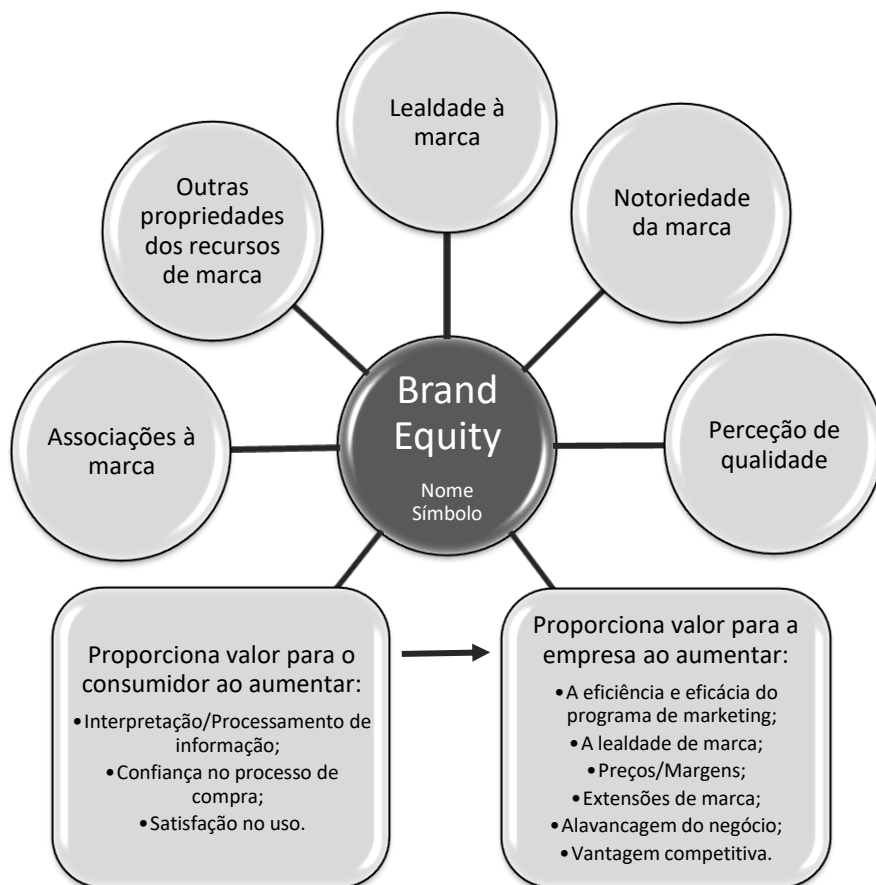 Lealdade à
marca
Outras
propriedades
dos recursos
de marca
Notoriedade
da marca
Associações à
marca
Brand
Equity
Nome
Símbolo
Perceção de
qualidade
Proporciona valor para o
consumidor ao aumentar:
•Interpretação/Processamento de
informação;
•Confiança no processo de
compra;
•Satisfação no uso.
Proporciona valor para a
empresa ao aumentar:
•A eficiência e eficácia do
programa de marketing;
•A lealdade de marca;
•Preços/Margens;
•Extensões de marca;
•Alavancagem do negócio;
•Vantagem competitiva.